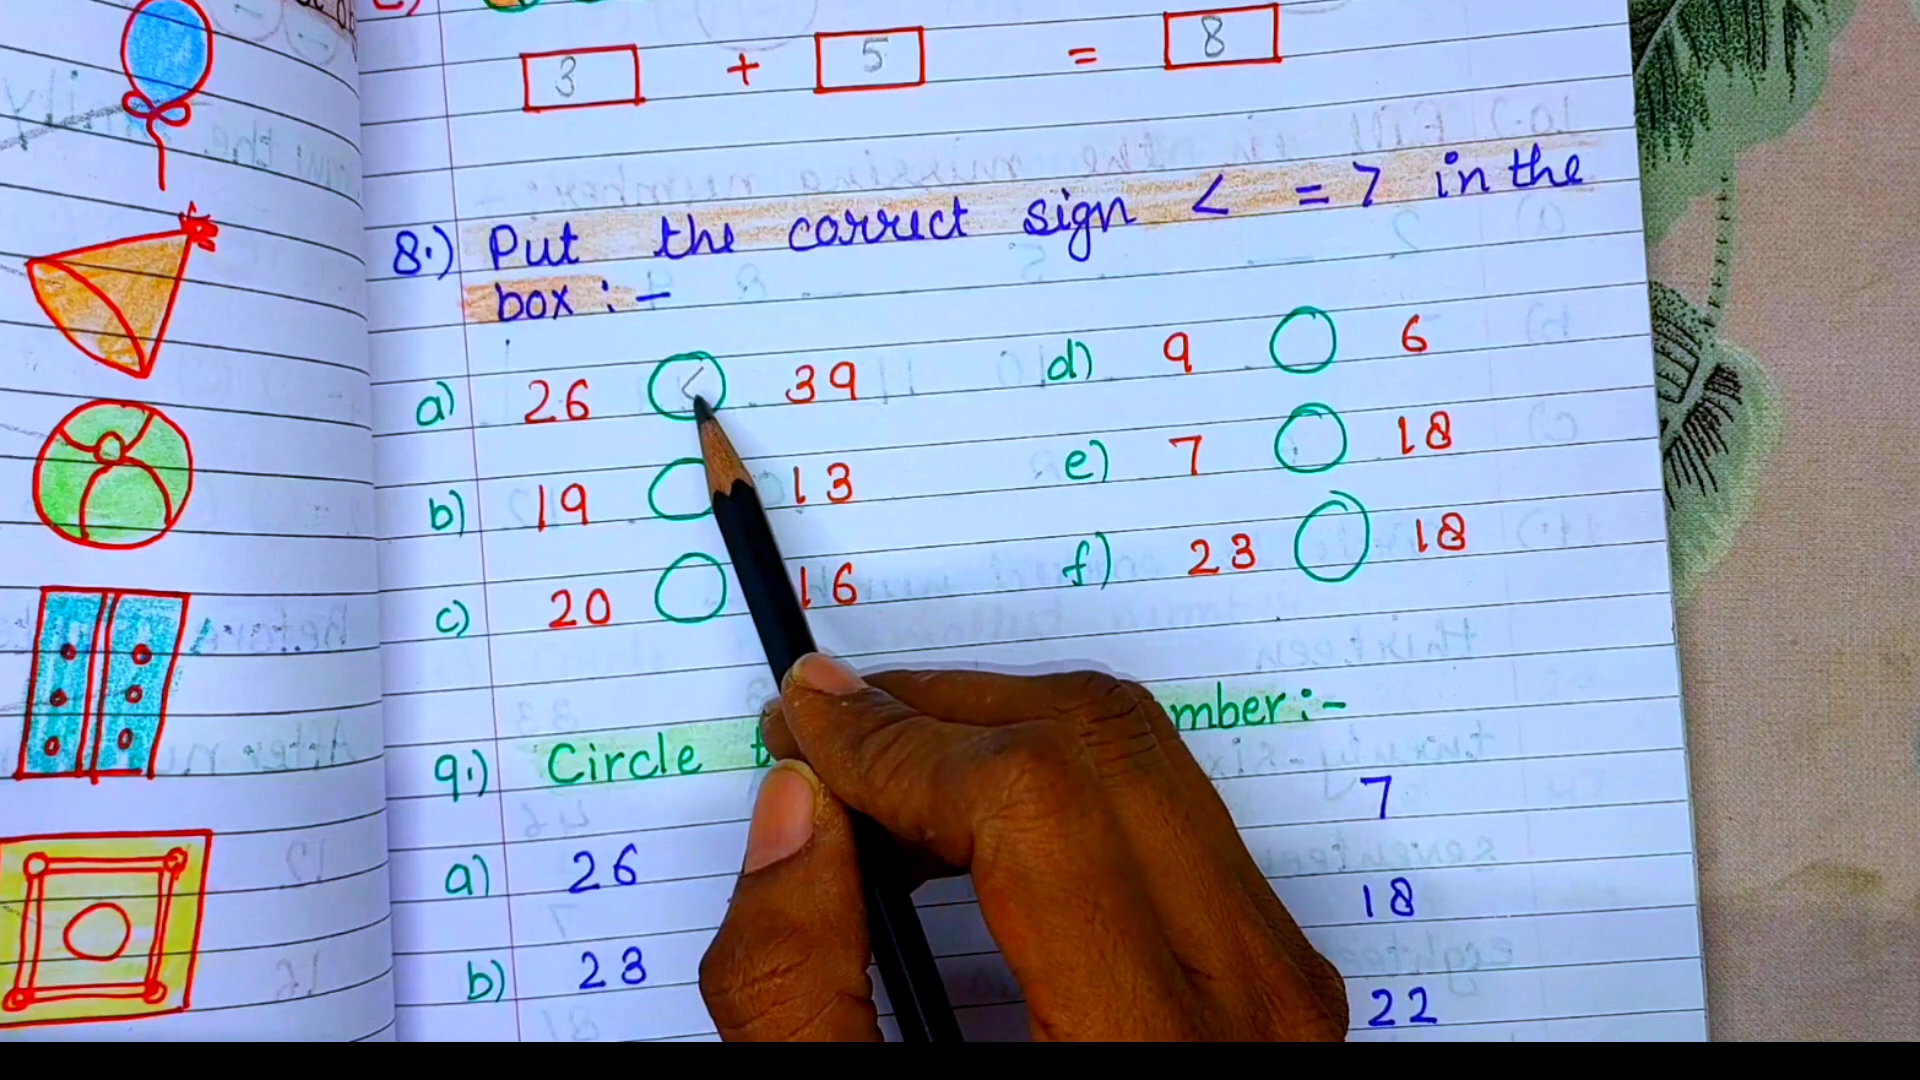 3 + 5 = 8
8.) Put the correct sign < = > in the
box : -
a) 26 < 39 d) 9 6
b) 19 13 e) 7 18
c) 20 16 f) 23 18
9.) Circle mber:-
a) 26 7
b) 23 18
22